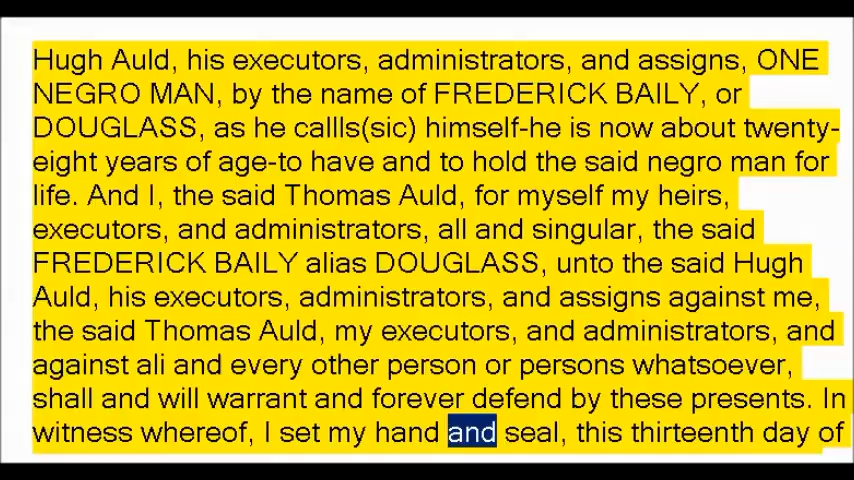 Hugh Auld, his executors, administrators, and assigns, ONE
NEGRO MAN, by the name of FREDERICK BAILY, or
DOUGLASS, as he callls(sic) himself-he is now about twenty-
eight years of age-to have and to hold the said negro man for
life. And I, the said Thomas Auld, for myself my heirs,
executors, and administrators, all and singular, the said
FREDERICK BAILY alias DOUGLASS, unto the said Hugh
Auld, his executors, administrators, and assigns against me,
the said Thomas Auld, my executors, and administrators, and
against ali and every other person or persons whatsoever,
shall and will warrant and forever defend by these presents. In
witness whereof, I set my hand and seal, this thirteenth day of